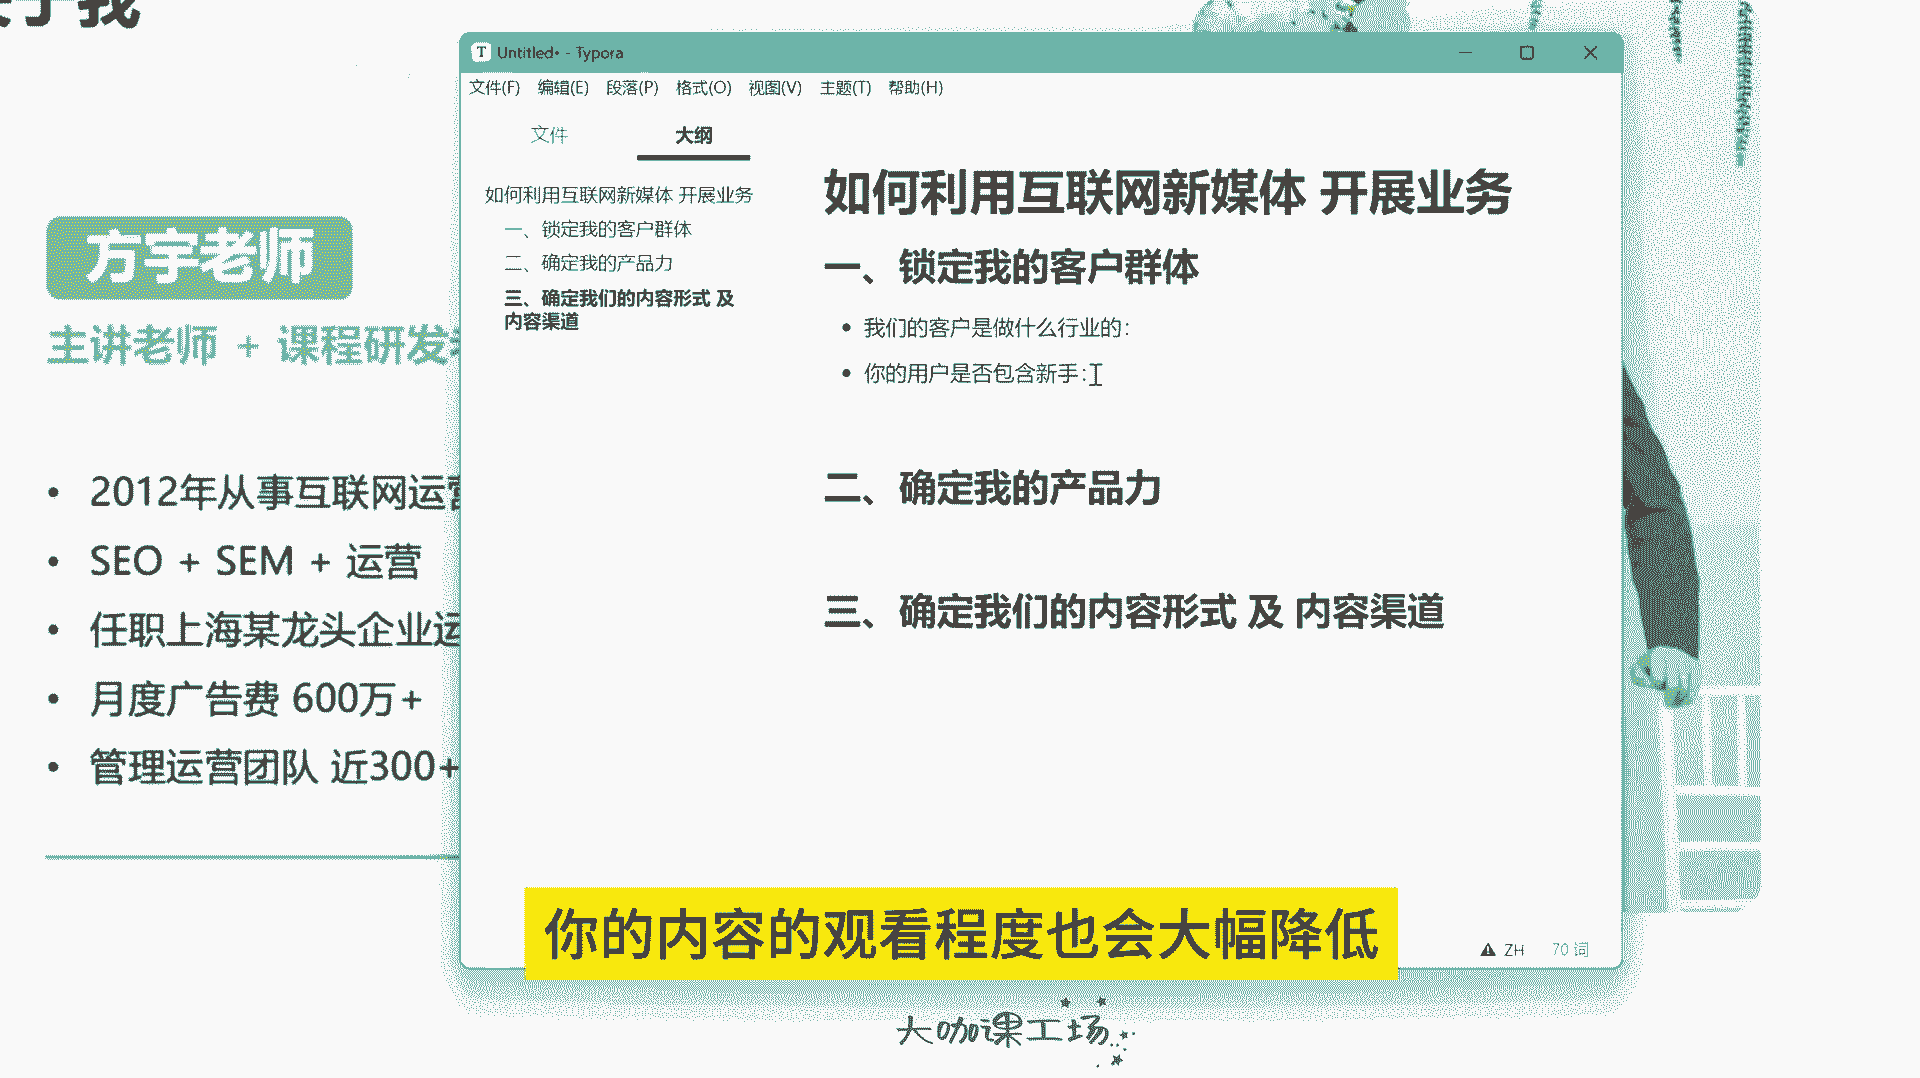 于我
方宇老师
主讲老师 + 课程研发
2012年从事互联网运营
SEO + SEM + 运营
任职上海某龙头企业运
月度广告费 600万+
管理运营团队 近300+
Untitled• - Typora
文件(F) 编辑(E) 段落(P) 格式(O) 视图(V) 主题(T) 帮助(H)
文件 大纲
如何利用互联网新媒体 开展业务
一、锁定我的客户群体
二、确定我的产品力
三、确定我们的内容形式 及
内容渠道
如何利用互联网新媒体 开展业务
一、锁定我的客户群体
我们的客户是做什么行业的：
你的用户是否包含新手：
二、确定我的产品力
三、确定我们的内容形式 及 内容渠道
ZH 70 词
你的内容的观看程度也会大幅降低
大咖课工场